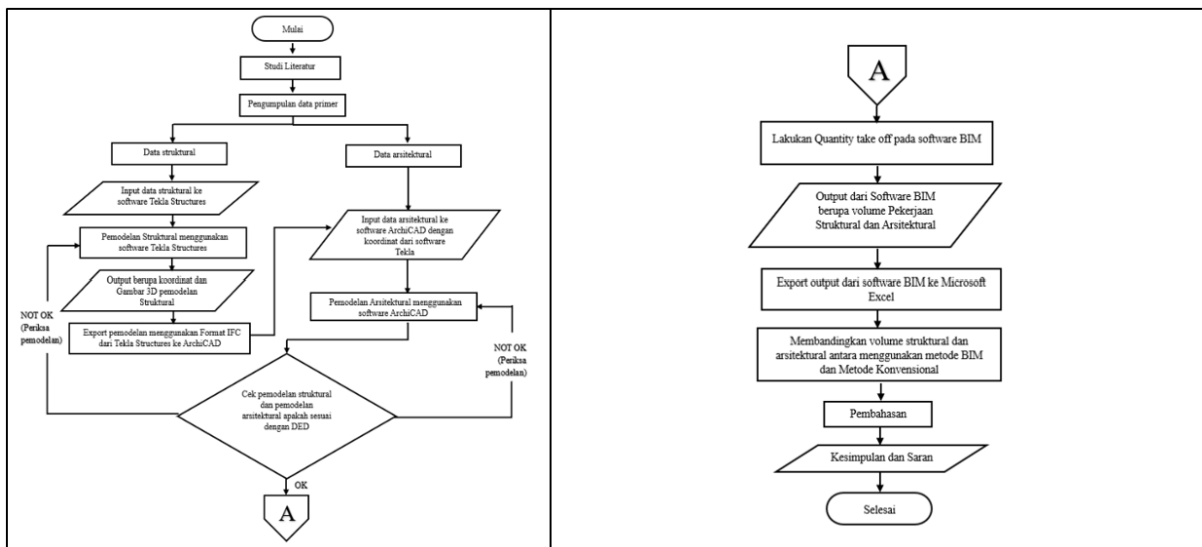 Mulai
Studi Literatur
Pengumpulan data primer
Data struktural
Data arsitektural
Input data struktural ke
software Tekla Structures
Input data arsitektural ke
software ArchiCAD dengan
koordinat dari software
Tekla
Pemodelan Struktural menggunakan
software Tekla Structures
Output berupa koordinat dan
Gambar 3D pemodelan
Struktural
Pemodelan Arsitektural menggunakan
software ArchiCAD
NOT OK
(Periksa
pemodelan)
Export pemodelan menggunakan Format IFC
dari Tekla Structures ke ArchiCAD
NOT OK
(Periksa
pemodelan)
Cek pemodelan struktural
dan pemodelan
arsitektural apakah sesuai
dengan DED
OK
A
A
Lakukan Quantity take off pada software BIM
Output dari Software BIM
berupa volume Pekerjaan
Struktural dan Arsitektural
Export output dari software BIM ke Microsoft
Excel
Membandingkan volume struktural dan
arsitektural antara menggunakan metode BIM
dan Metode Konvensional
Pembahasan
Kesimpulan dan Saran
Selesai